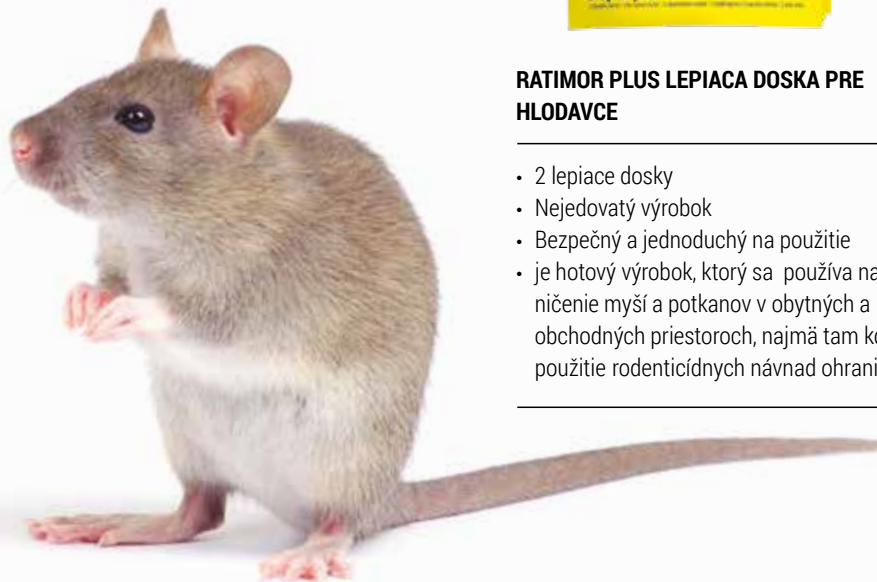 RATIMOR PLUS LEPIACA DOSKA PRE
HLODAVCE
• 2 lepiace dosky
• Nejedovatý výrobok
• Bezpečný a jednoduchý na použitie
• je hotový výrobok, ktorý sa používa na
ničenie myší a potkanov v obytných a
obchodných priestoroch, najmä tam
použitie rodenticídnych návnad